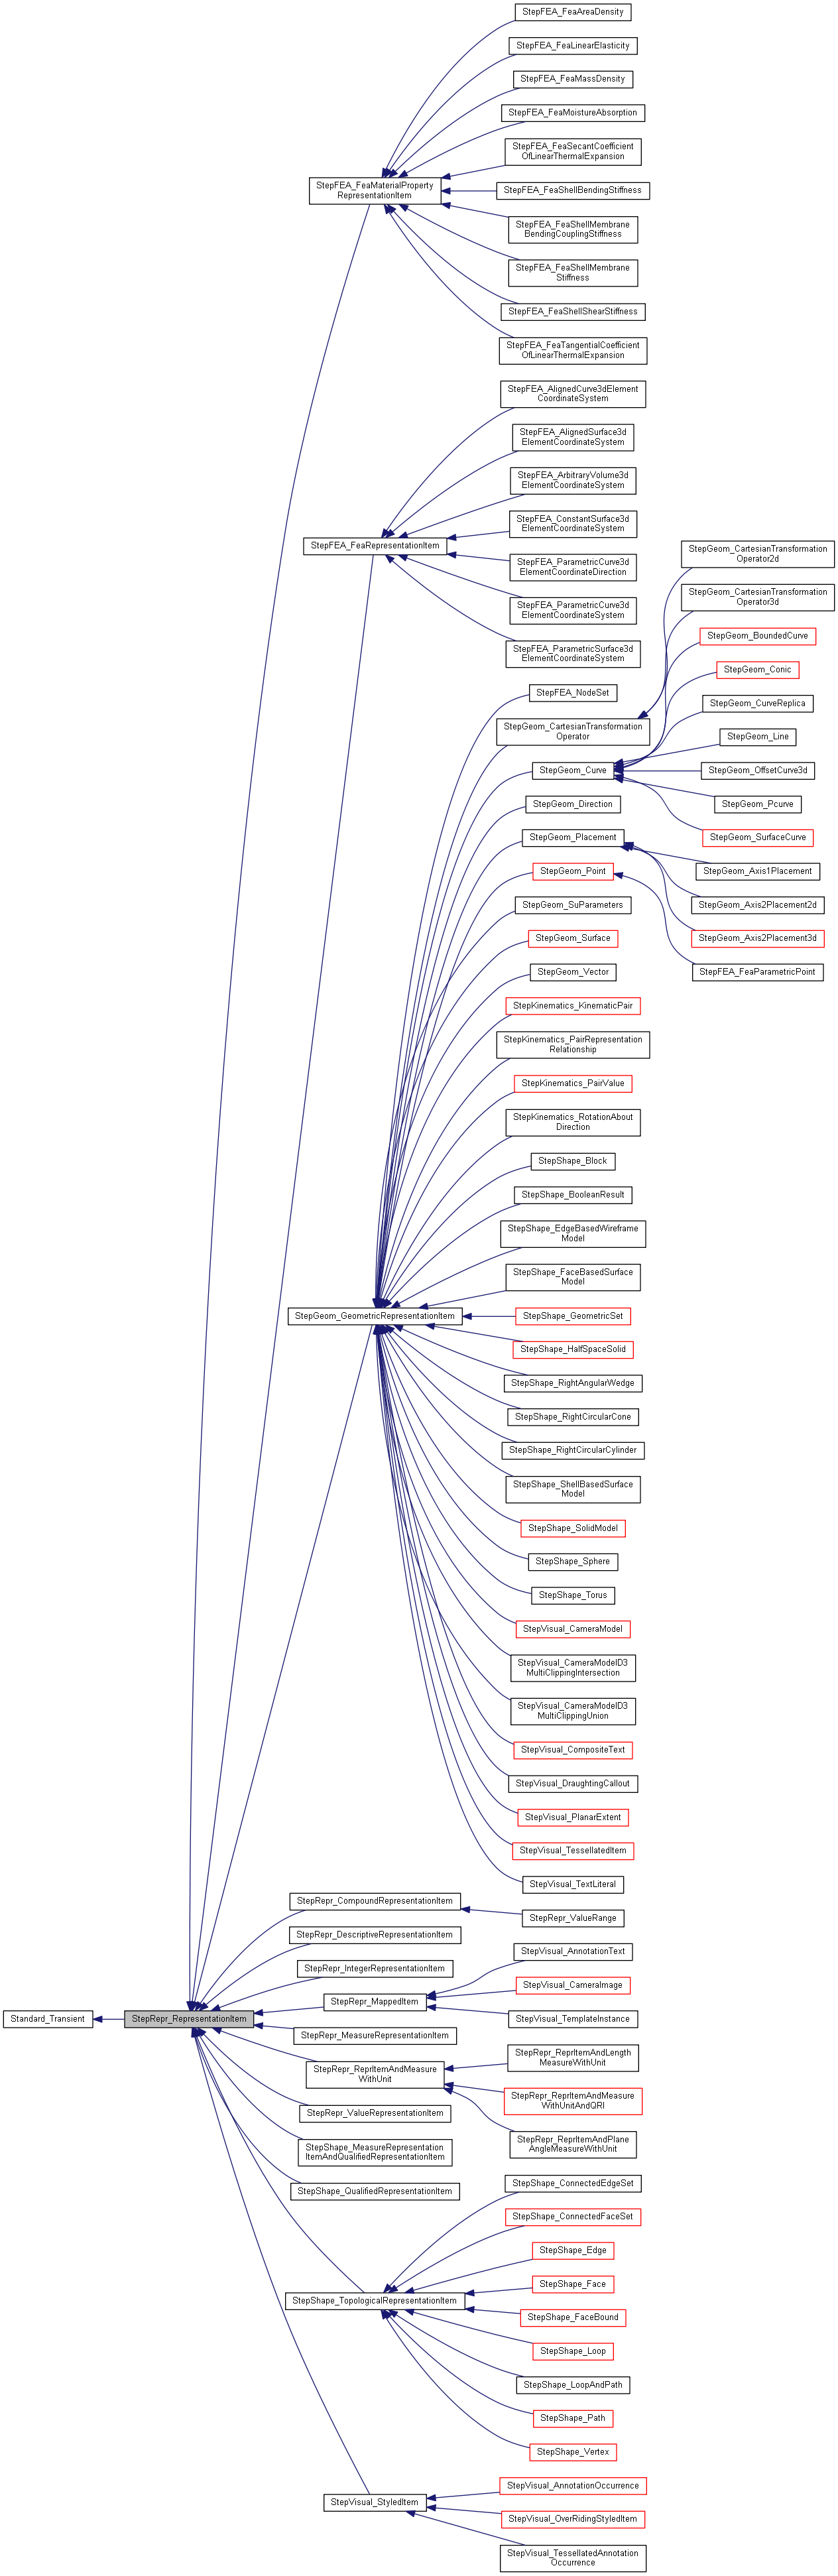 StepFEA_FeaAreaDensity
StepFEA_FeaLinearElasticity
StepFEA_FeaMassDensity
StepFEA_FeaMoistureAbsorption
StepFEA_FeaSecantCoefficient
OfLinearThermalExpansion
StepFEA_FeaMaterialProperty
RepresentationItem
StepFEA_FeaShellBendingStiffness
StepFEA_FeaShellMembrane
BendingCouplingStiffness
StepFEA_FeaShellMembrane
Stiffness
StepFEA_FeaShellShearStiffness
StepFEA_FeaTangentialCoefficient
OfLinearThermalExpansion
StepFEA_AlignedCurve3dElement
CoordinateSystem
StepFEA_AlignedSurface3d
ElementCoordinateSystem
StepFEA_ArbitraryVolume3d
ElementCoordinateSystem
StepFEA_ConstantSurface3d
ElementCoordinateSystem
StepFEA_FeaRepresentationItem
StepFEA_ParametricCurve3d
ElementCoordinateDirection
StepFEA_ParametricCurve3d
ElementCoordinateSystem
StepFEA_ParametricSurface3d
ElementCoordinateSystem
StepGeom_CartesianTransformation
Operator2d
StepGeom_CartesianTransformation
Operator3d
StepGeom_BoundedCurve
StepGeom_Conic
StepGeom_CurveReplica
StepGeom_Line
StepGeom_OffsetCurve3d
StepGeom_Pcurve
StepGeom_SurfaceCurve
StepGeom_Axis1Placement
StepGeom_Axis2Placement2d
StepGeom_Axis2Placement3d
StepFEA_FeaParametricPoint
StepFEA_NodeSet
StepGeom_CartesianTransformation
Operator
StepGeom_Curve
StepGeom_Direction
StepGeom_Placement
StepGeom_Point
StepGeom_SuParameters
StepGeom_Surface
StepGeom_Vector
StepKinematics_KinematicPair
StepKinematics_PairRepresentation
Relationship
StepKinematics_PairValue
StepKinematics_RotationAbout
Direction
StepShape_Block
StepShape_BooleanResult
StepShape_EdgeBasedWireframe
Model
StepShape_FaceBasedSurface
Model
StepGeom_GeometricRepresentationItem
StepShape_GeometricSet
StepShape_HalfSpaceSolid
StepShape_RightAngularWedge
StepShape_RightCircularCone
StepShape_RightCircularCylinder
StepShape_ShellBasedSurface
Model
StepShape_SolidModel
StepShape_Sphere
StepShape_Torus
StepVisual_CameraModel
StepVisual_CameraModelD3
MultiClippingIntersection
StepVisual_CameraModelD3
MultiClippingUnion
StepVisual_CompositeText
StepVisual_DraughtingCallout
StepVisual_PlanarExtent
StepVisual_TessellatedItem
StepVisual_TextLiteral
StepRepr_CompoundRepresentationItem
StepRepr_ValueRange
StepRepr_DescriptiveRepresentationItem
StepRepr_IntegerRepresentationItem
StepVisual_AnnotationText
StepVisual_CameraImage
StepRepr_MappedItem
StepVisual_TemplateInstance
Standard_Transient
StepRepr_RepresentationItem
StepRepr_MeasureRepresentationItem
StepRepr_ReprItemAndLength
MeasureWithUnit
StepRepr_ReprItemAndMeasure
WithUnit
StepRepr_ReprItemAndMeasure
WithUnitAndQRI
StepRepr_ReprItemAndPlane
AngleMeasureWithUnit
StepRepr_ValueRepresentationItem
StepShape_MeasureRepresentation
ItemAndQualifiedRepresentationItem
StepShape_QualifiedRepresentationItem
StepShape_ConnectedEdgeSet
StepShape_ConnectedFaceSet
StepShape_Edge
StepShape_Face
StepShape_TopologicalRepresentationItem
StepShape_FaceBound
StepShape_Loop
StepShape_LoopAndPath
StepShape_Path
StepShape_Vertex
StepVisual_AnnotationOccurrence
StepVisual_StyledItem
StepVisual_OverRidingStyledItem
StepVisual_TessellatedAnnotation
Occurrence